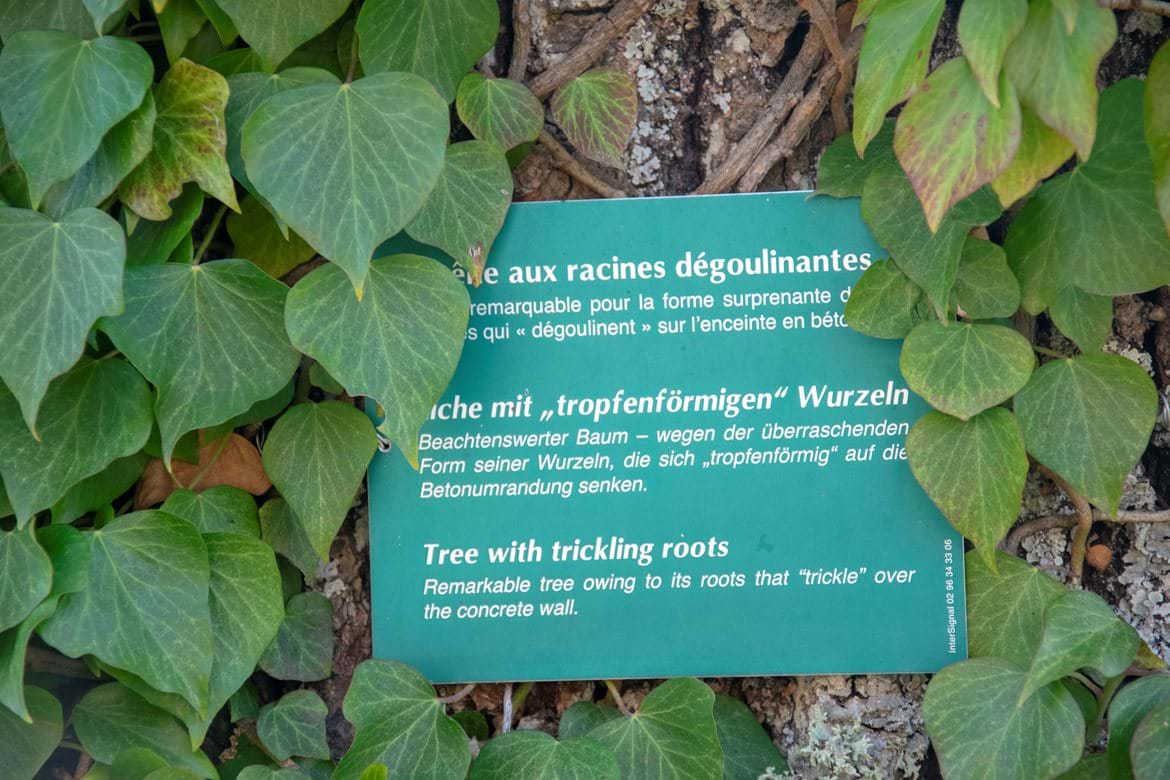 aux racines dégoulinantes
remarquable pour la forme surprenante
qui « dégoulinent » sur l'enceinte en
mit „tropfenförmigen“ Wurzeln
Beachtenswerter Baum – wegen der überraschenden
Form seiner Wurzeln, die sich „tropfenförmig“ auf die
Betonumrandung senken.
Tree with trickling roots
Remarkable tree owing to its roots that “trickle” over
the concrete wall.
InterSignal 02 96 34 33 06